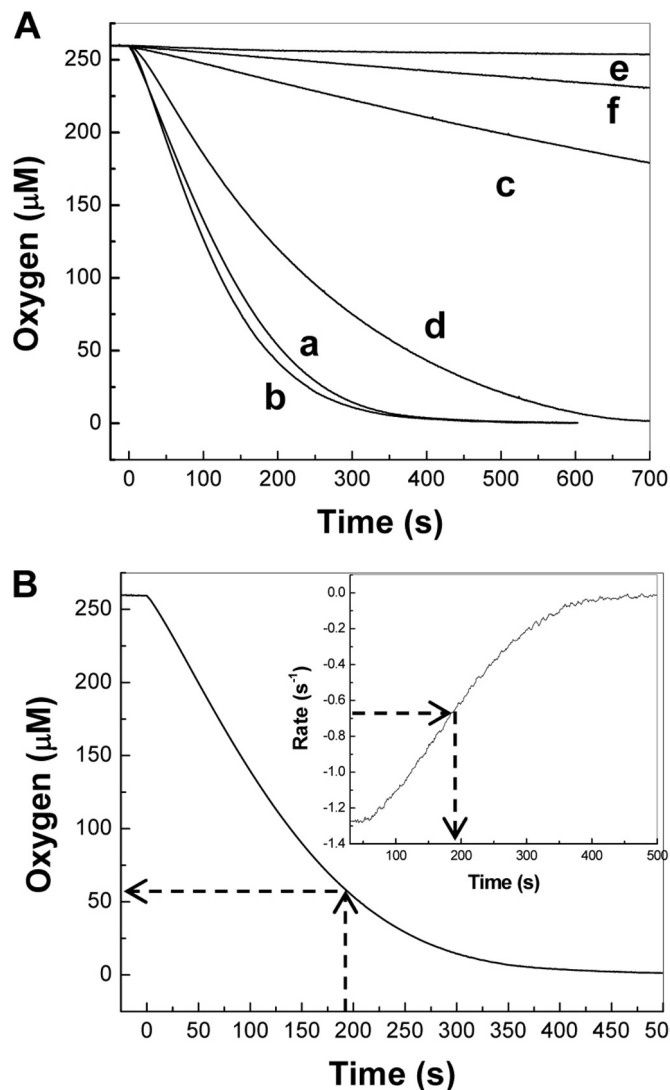 A
250
200
150
100
50
0
Oxygen (μM)
e
f
c
d
a
b
0 100 200 300 400 500 600 700
Time (s)
B
250
200
150
100
50
0
Oxygen (μM)
0.0
-0.2
-0.4
-0.6
-0.8
-1.0
-1.2
-1.4
Rate (s-1)
100 200 300 400 500
Time (s)
0 50 100 150 200 250 300 350 400 450 50
Time (s)